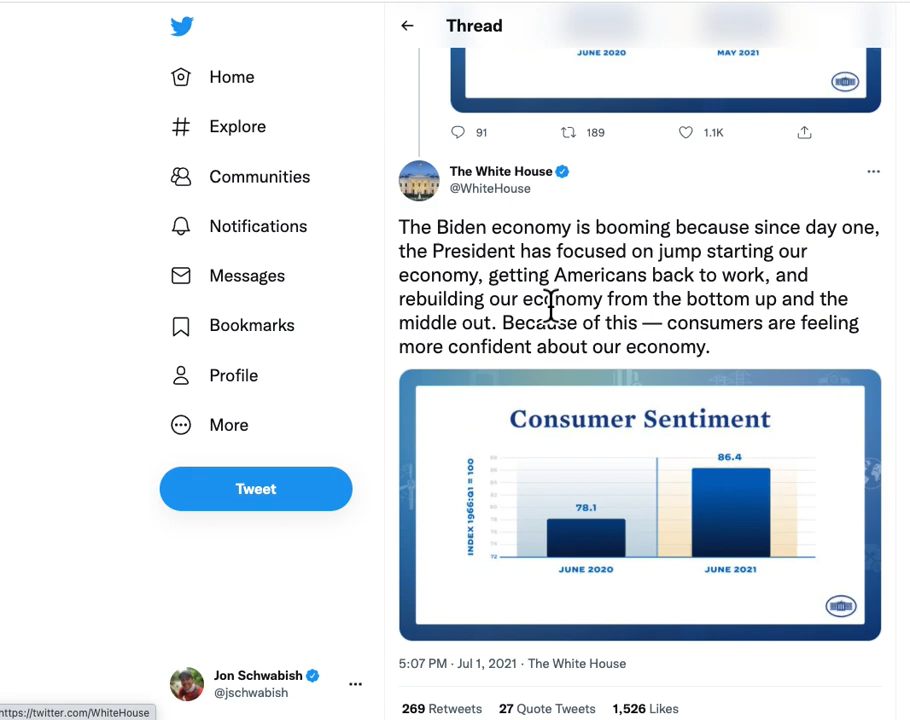 Home
Explore
Communities
Notifications
Messages
Bookmarks
Profile
More
Tweet
Jon Schwabish
@jschwabish
https://twitter.com/WhiteHouse
Thread
JUNE 2020 MAY 2021
91 189 1.1K
The White House
@WhiteHouse
The Biden economy is booming because since day one,
the President has focused on jump starting our
economy, getting Americans back to work, and
rebuilding our economy from the bottom up and the
middle out. Because of this — consumers are feeling
more confident about our economy.
Consumer Sentiment
INDEX 1966:Q1 = 100
72
78.1
86.4
JUNE 2020 JUNE 2021
5:07 PM · Jul 1, 2021 · The White House
269 Retweets 27 Quote Tweets 1,526 Likes